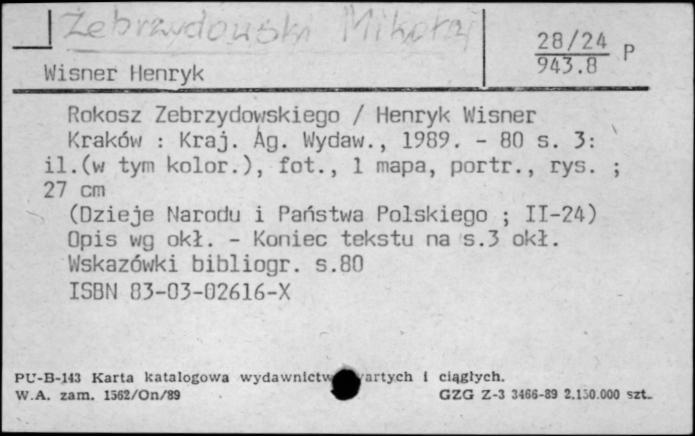 Zebrzydowski Mikołaj
28/24 P
943.8
Wisner Henryk
Rokosz Zebrzydowskiego / Henryk Wisner
Kraków : Kraj. Ag. Wydaw., 1989. - 80 s. 3:
il.(w tym kolor.), fot., 1 mapa, portr., rys. ;
27 cm
(Dzieje Narodu i Państwa Polskiego ; II-24)
Opis wg okł. - Koniec tekstu na s.3 okł.
Wskazówki bibliogr. s.80
ISBN 83-03-02616-X
PU-B-143 Karta katalogowa wydawnictw artych i ciągłych.
W.A. zam. 1562/On/89 GZG Z-3 3466-89 2.150.000 szt.